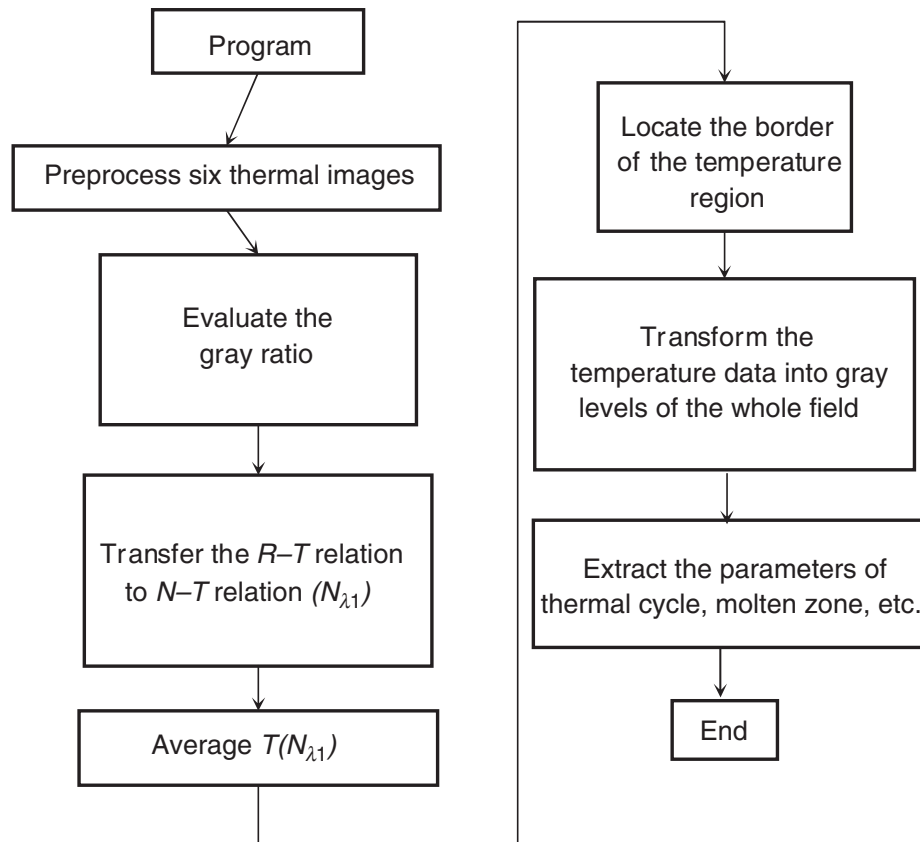 Program
Preprocess six thermal images
Evaluate the
gray ratio
Transfer the R–T relation
to N–T relation (Nλ1)
Average T(Nλ1)
Locate the border
of the temperature
region
Transform the
temperature data into gray
levels of the whole field
Extract the parameters of
thermal cycle, molten zone, etc.
End